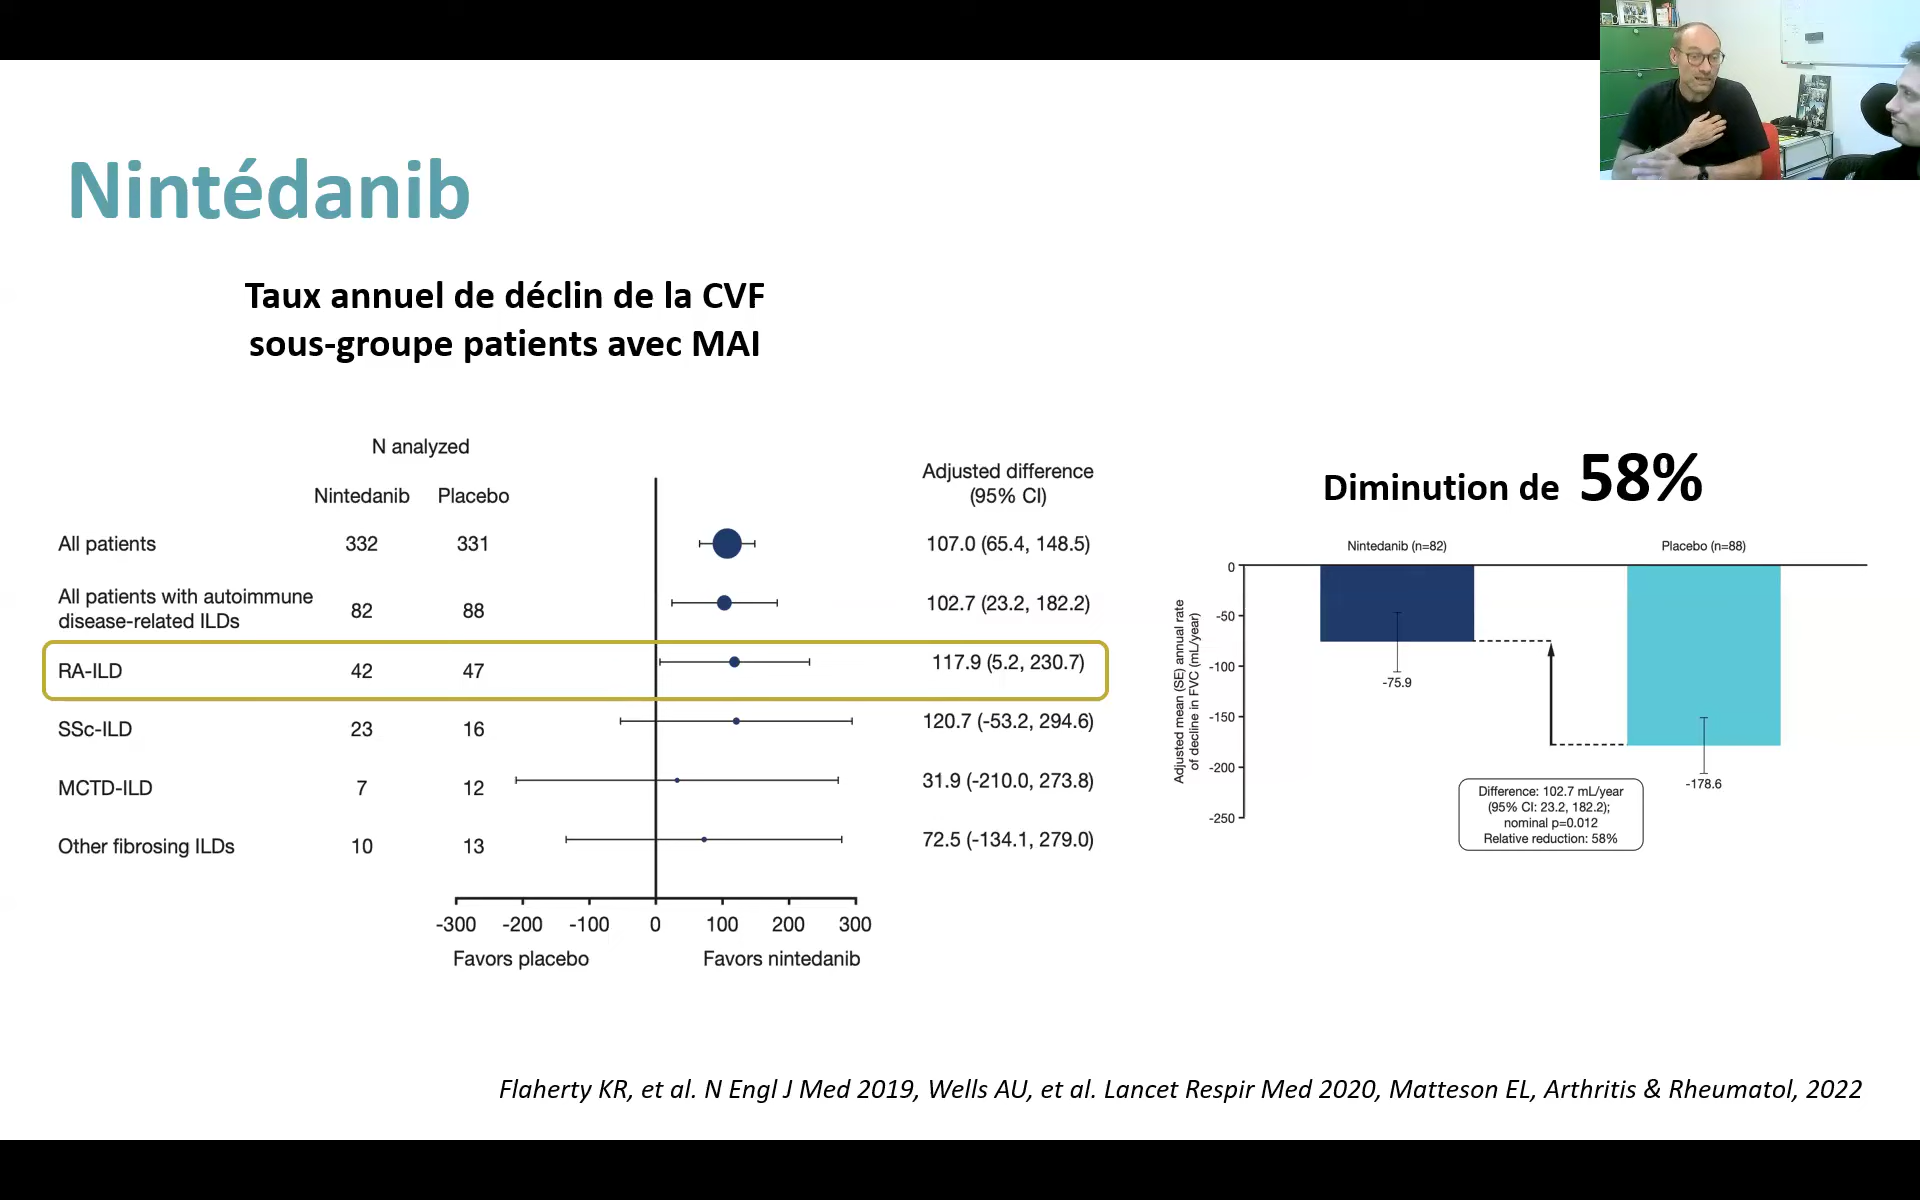 Nintédanib
Taux annuel de déclin de la CVF
sous-groupe patients avec MAI
N analyzed
Nintedanib Placebo
Adjusted difference
(95% CI)
All patients 332 331 107.0 (65.4, 148.5)
All patients with autoimmune
disease-related ILDs 82 88 102.7 (23.2, 182.2)
RA-ILD 42 47 117.9 (5.2, 230.7)
SSc-ILD 23 16 120.7 (-53.2, 294.6)
MCTD-ILD 7 12 31.9 (-210.0, 273.8)
Other fibrosing ILDs 10 13 72.5 (-134.1, 279.0)
-300 -200 -100 0 100 200 300
Favors placebo Favors nintedanib
Diminution de 58%
Nintedanib (n=82) Placebo (n=88)
Adjusted mean (SE) annual rate
of decline in FVC (mL/year)
0
-50
-100
-150
-200
-250
-75.9
-178.6
Difference: 102.7 mL/year
(95% CI: 23.2, 182.2);
nominal p=0.012
Relative reduction: 58%
Flaherty KR, et al. N Engl J Med 2019, Wells AU, et al. Lancet Respir Med 2020, Matteson EL, Arthritis & Rheumatol, 2022